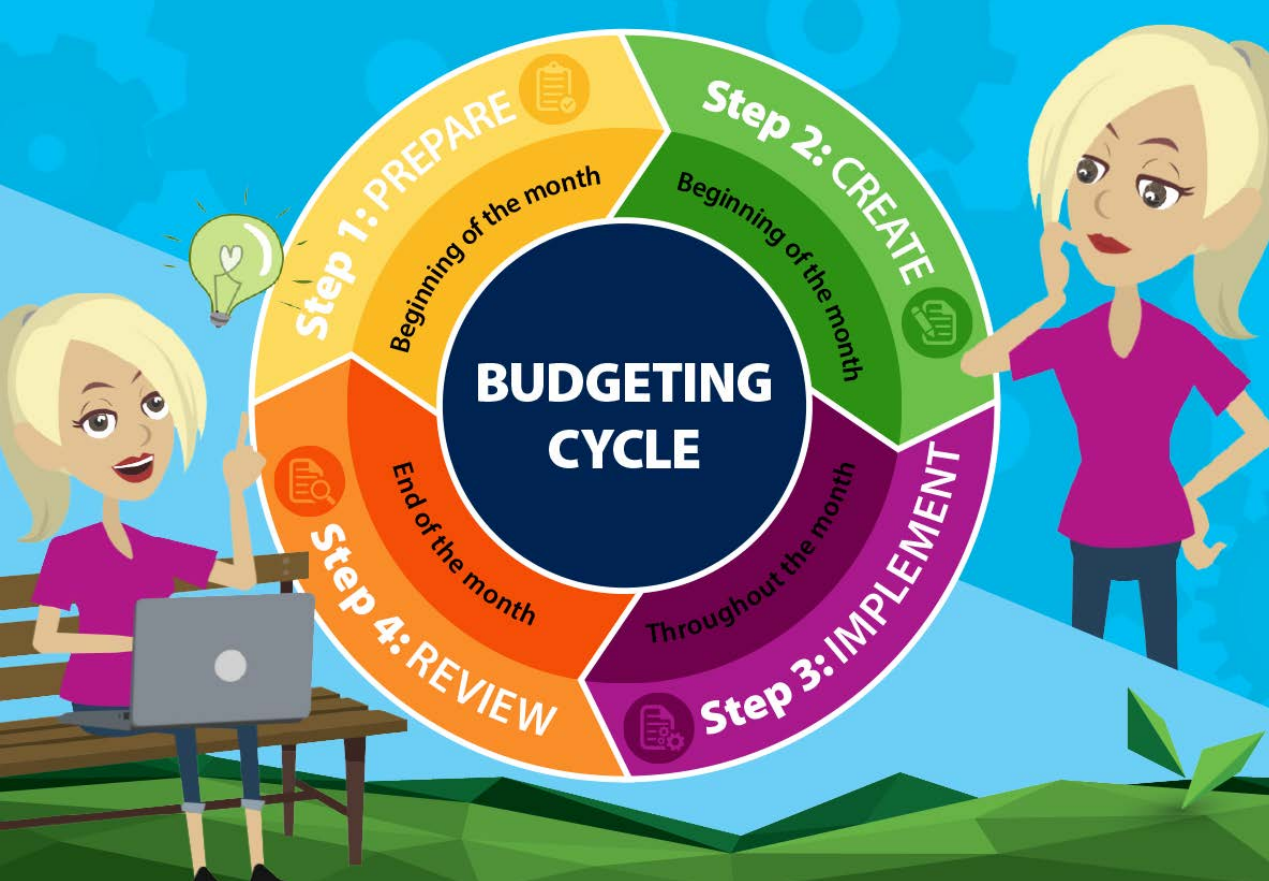 BUDGETING
CYCLE
Step 1: PREPARE
Beginning of the month
Step 2: CREATE
Beginning of the month
Step 3: IMPLEMENT
Throughout the month
Step 4: REVIEW
End of the month